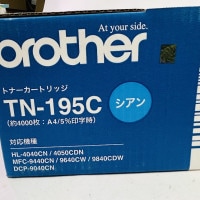 brother
At your side.
トナーカートリッジ
TN-195C
シアン
(約4000枚:A4/5%印字時)
対応機種
HL-4040CN / 4050CDN
MFC-9440CN / 9640CW / 9840CDW
DCP-9040CN